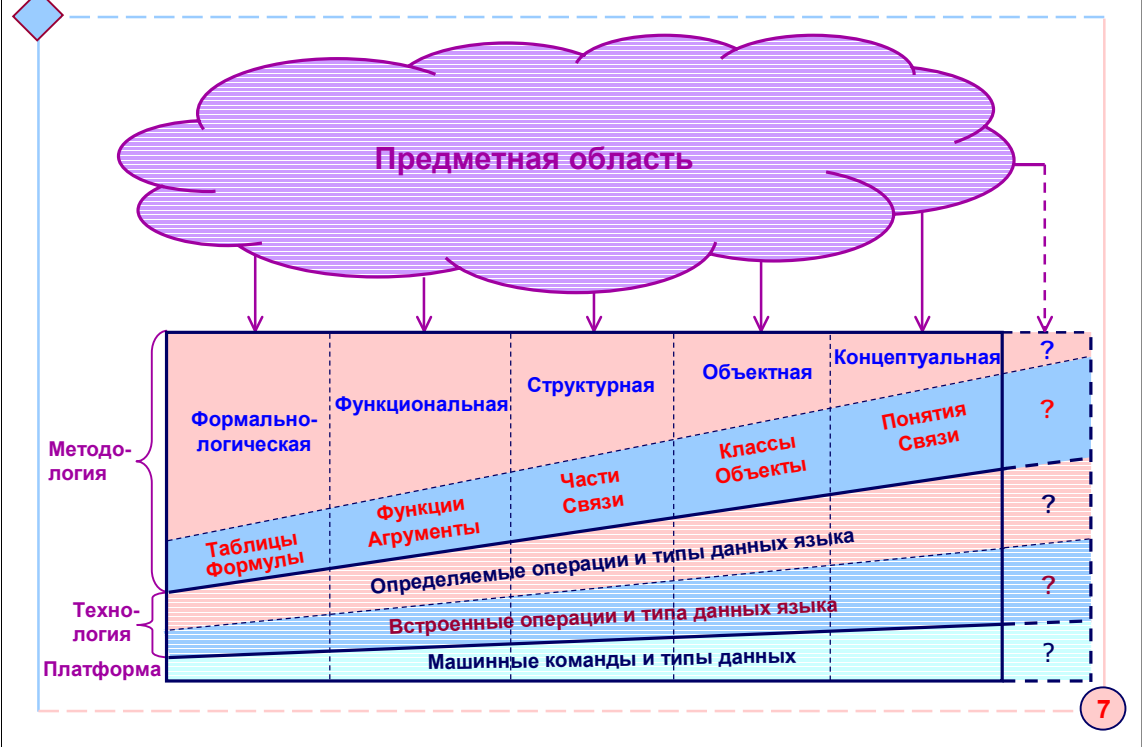 Предметная область
Методо-
логия
Формально-
логическая
Функциональная
Структурная
Объектная
Концептуальная
?
Таблицы
Формулы
Функции
Агрументы
Части
Связи
Классы
Объекты
Понятия
Связи
?
Техно-
логия
Определяемые операции и типы данных языка
?
Встроенные операции и типа данных языка
?
Платформа
Машинные команды и типы данных
?
7